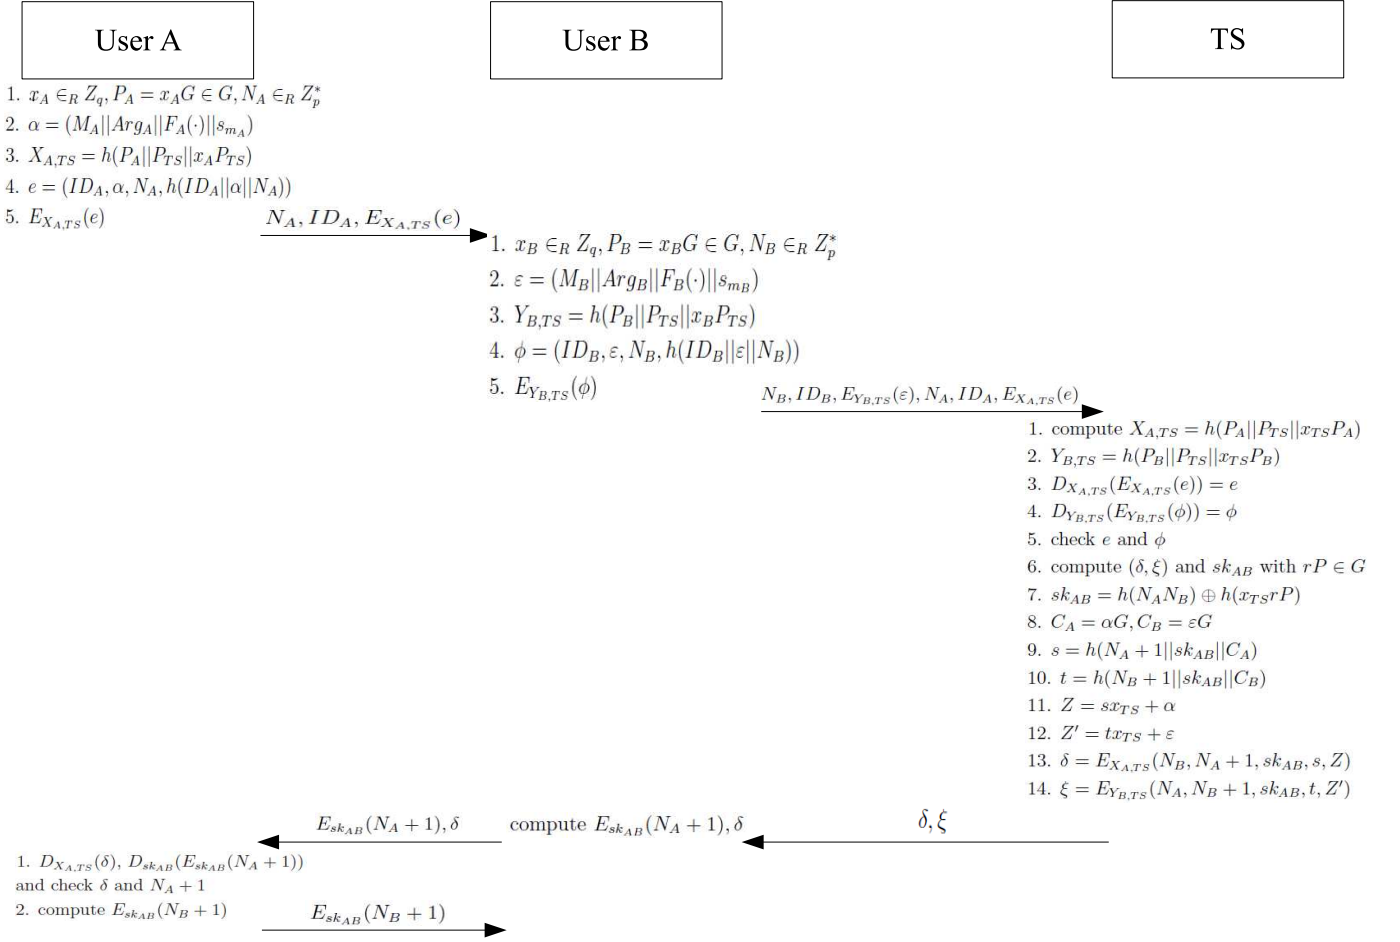 User A
User B
TS
1. x_A ∈_R Z_q, P_A = x_A G ∈ G, N_A ∈_R Z_p^*
2. α = (M_A||Arg_A||F_A(·)||s_{m_A})
3. X_{A,TS} = h(P_A||P_{TS}||x_A P_{TS})
4. e = (ID_A, α, N_A, h(ID_A||α||N_A))
5. E_{X_{A,TS}}(e)
N_A, ID_A, E_{X_{A,TS}}(e)
1. x_B ∈_R Z_q, P_B = x_B G ∈ G, N_B ∈_R Z_p^*
2. ε = (M_B||Arg_B||F_B(·)||s_{m_B})
3. Y_{B,TS} = h(P_B||P_{TS}||x_B P_{TS})
4. ϕ = (ID_B, ε, N_B, h(ID_B||ε||N_B))
5. E_{Y_{B,TS}}(ϕ)
N_B, ID_B, E_{Y_{B,TS}}(ε), N_A, ID_A, E_{X_{A,TS}}(e)
1. compute X_{A,TS} = h(P_A||P_{TS}||x_{TS} P_A)
2. Y_{B,TS} = h(P_B||P_{TS}||x_{TS} P_B)
3. D_{X_{A,TS}}(E_{X_{A,TS}}(e)) = e
4. D_{Y_{B,TS}}(E_{Y_{B,TS}}(ϕ)) = ϕ
5. check e and ϕ
6. compute (δ, ξ) and sk_{AB} with rP ∈ G
7. sk_{AB} = h(N_A N_B) ⊕ h(x_{TS} rP)
8. C_A = αG, C_B = εG
9. s = h(N_A + 1||sk_{AB}||C_A)
10. t = h(N_B + 1||sk_{AB}||C_B)
11. Z = sx_{TS} + α
12. Z′ = tx_{TS} + ε
13. δ = E_{X_{A,TS}}(N_B, N_A + 1, sk_{AB}, s, Z)
14. ξ = E_{Y_{B,TS}}(N_A, N_B + 1, sk_{AB}, t, Z′)
δ, ξ
compute E_{sk_{AB}}(N_A + 1), δ
E_{sk_{AB}}(N_A + 1), δ
1. D_{X_{A,TS}}(δ), D_{sk_{AB}}(E_{sk_{AB}}(N_A + 1))
and check δ and N_A + 1
2. compute E_{sk_{AB}}(N_B + 1)
E_{sk_{AB}}(N_B + 1)